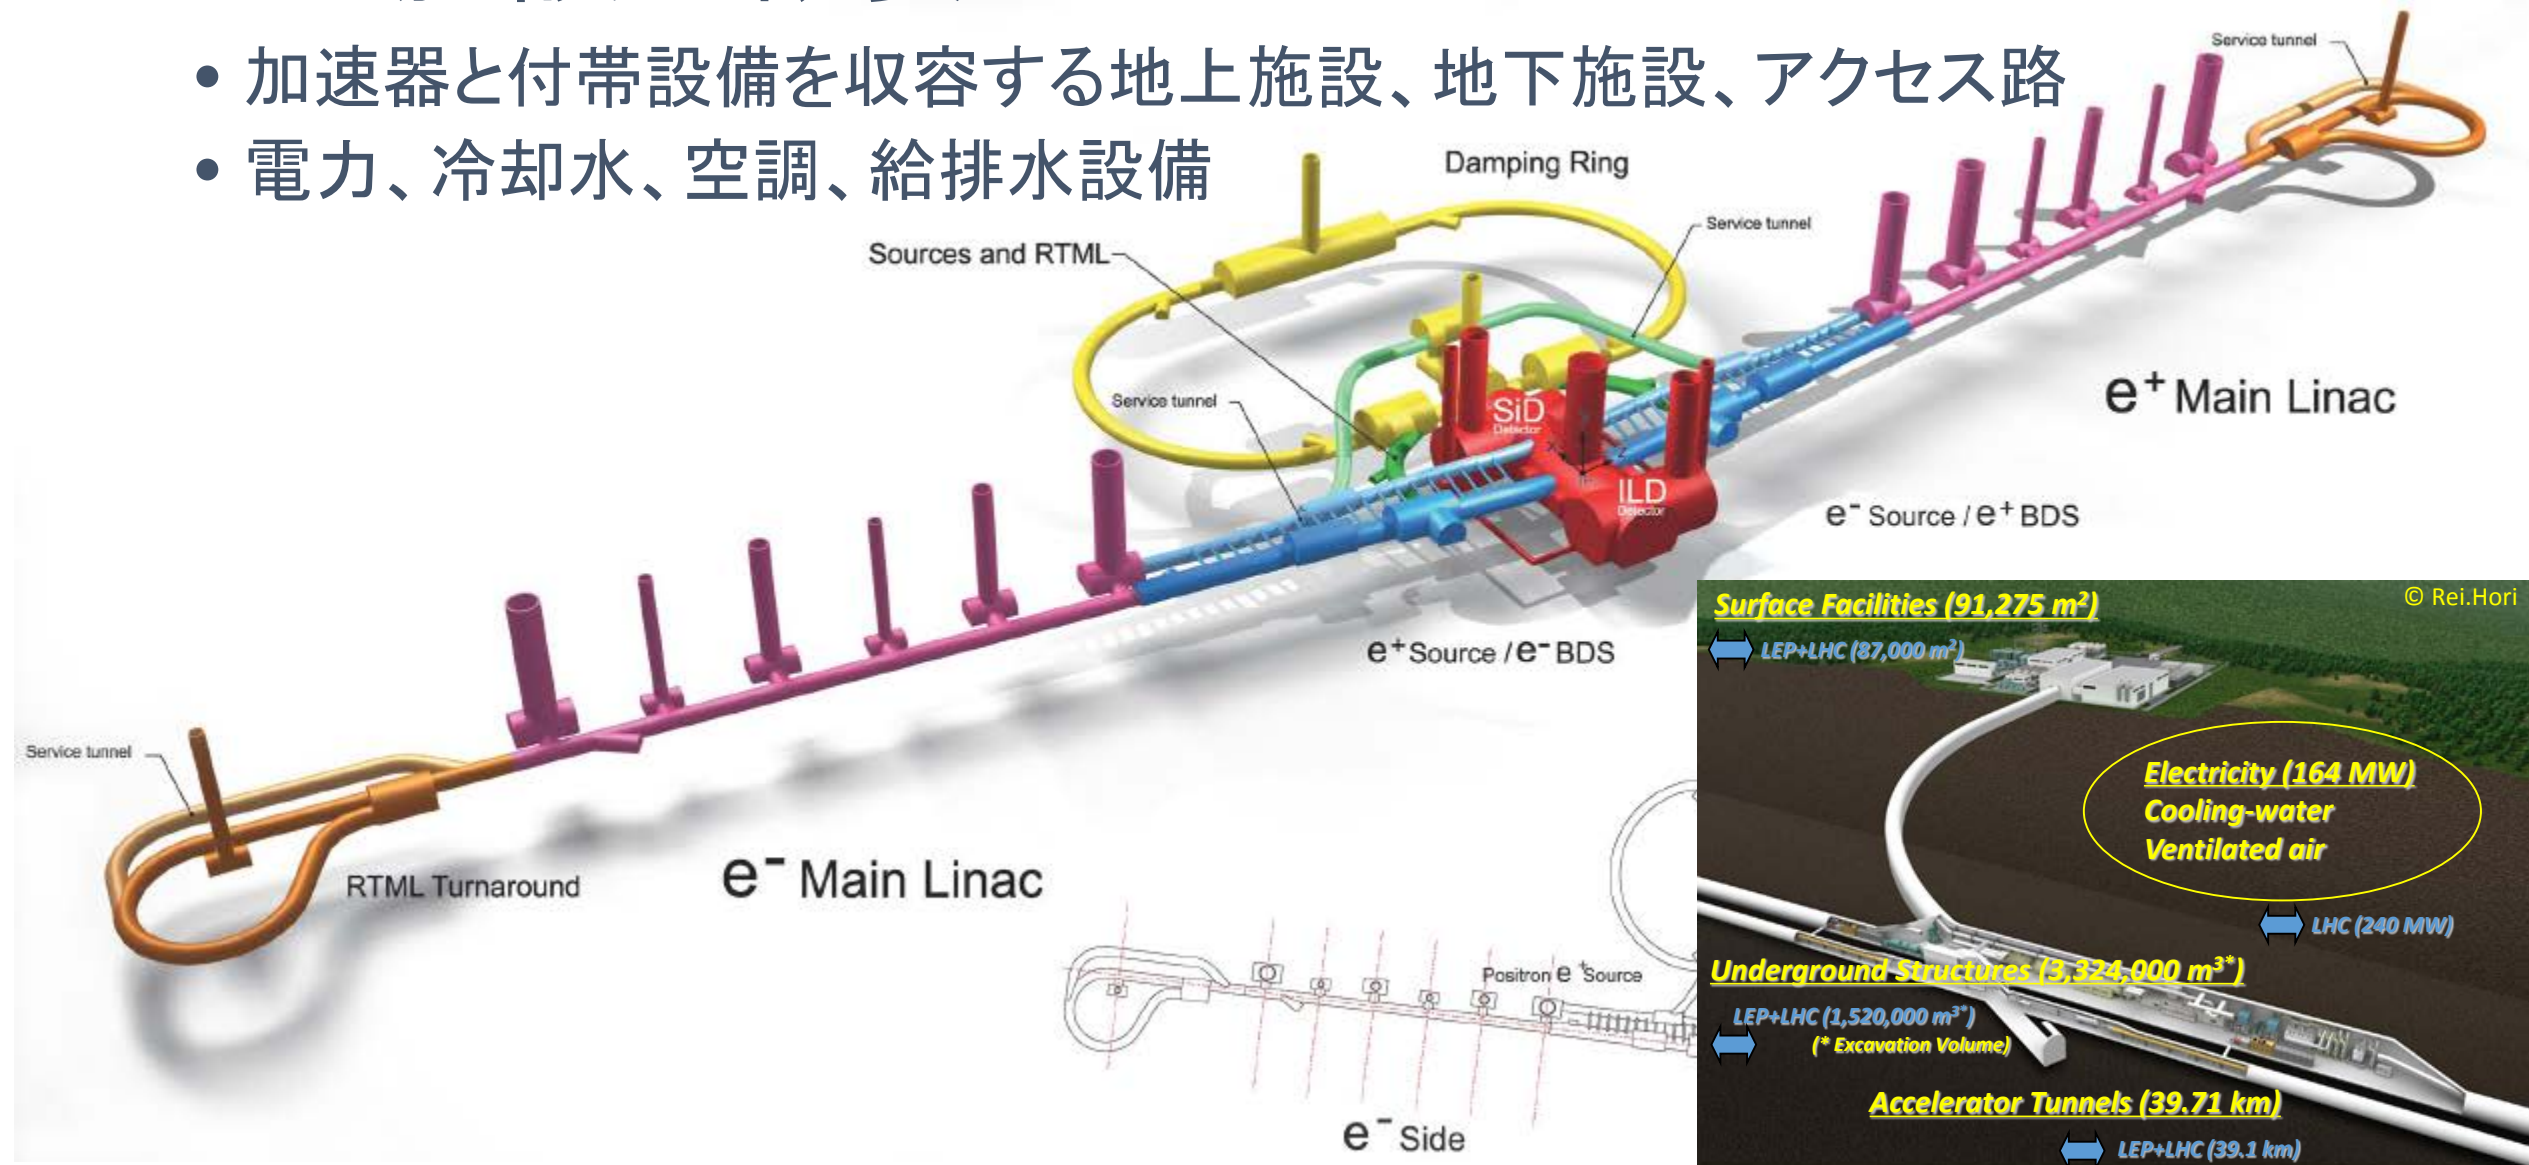 • 加速器と付帯設備を収容する地上施設、地下施設、アクセス路
• 電力、冷却水、空調、給排水設備
Service tunnel
Damping Ring
Service tunnel
Sources and RTML
Service tunnel
SiD
Detector
e⁺ Main Linac
ILD
Detector
e⁻ Source / e⁺ BDS
e⁺ Source / e⁻ BDS
Service tunnel
RTML Turnaround
e⁻ Main Linac
Positron e⁺ Source
e⁻ Side
Surface Facilities (91,275 m²)
© Rei.Hori
LEP+LHC (87,000 m²)
Electricity (164 MW)
Cooling-water
Ventilated air
LHC (240 MW)
Underground Structures (3,324,000 m³*)
LEP+LHC (1,520,000 m³*)
(* Excavation Volume)
Accelerator Tunnels (39.71 km)
LEP+LHC (39.1 km)